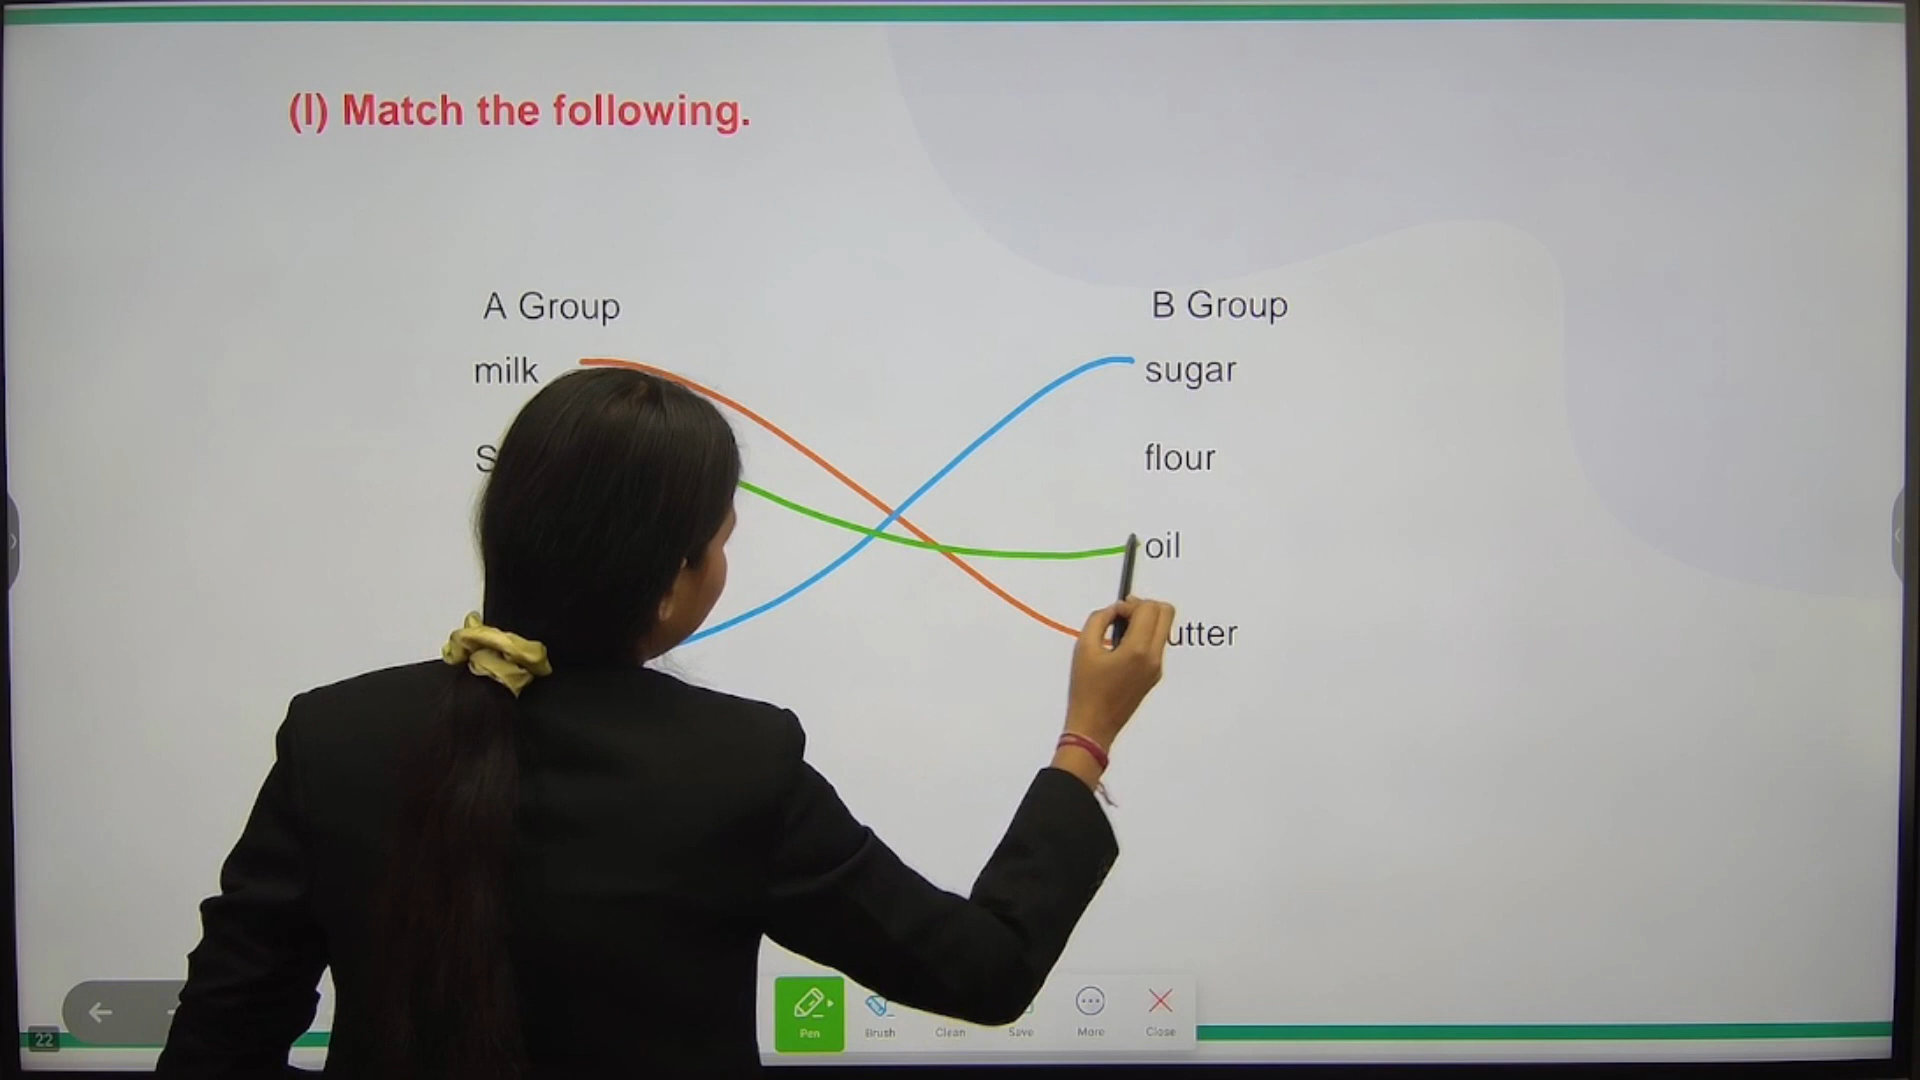 (I) Match the following.
A Group B Group
milk sugar
flour
oil
utter
22
Pen Brush Clean Save More Close